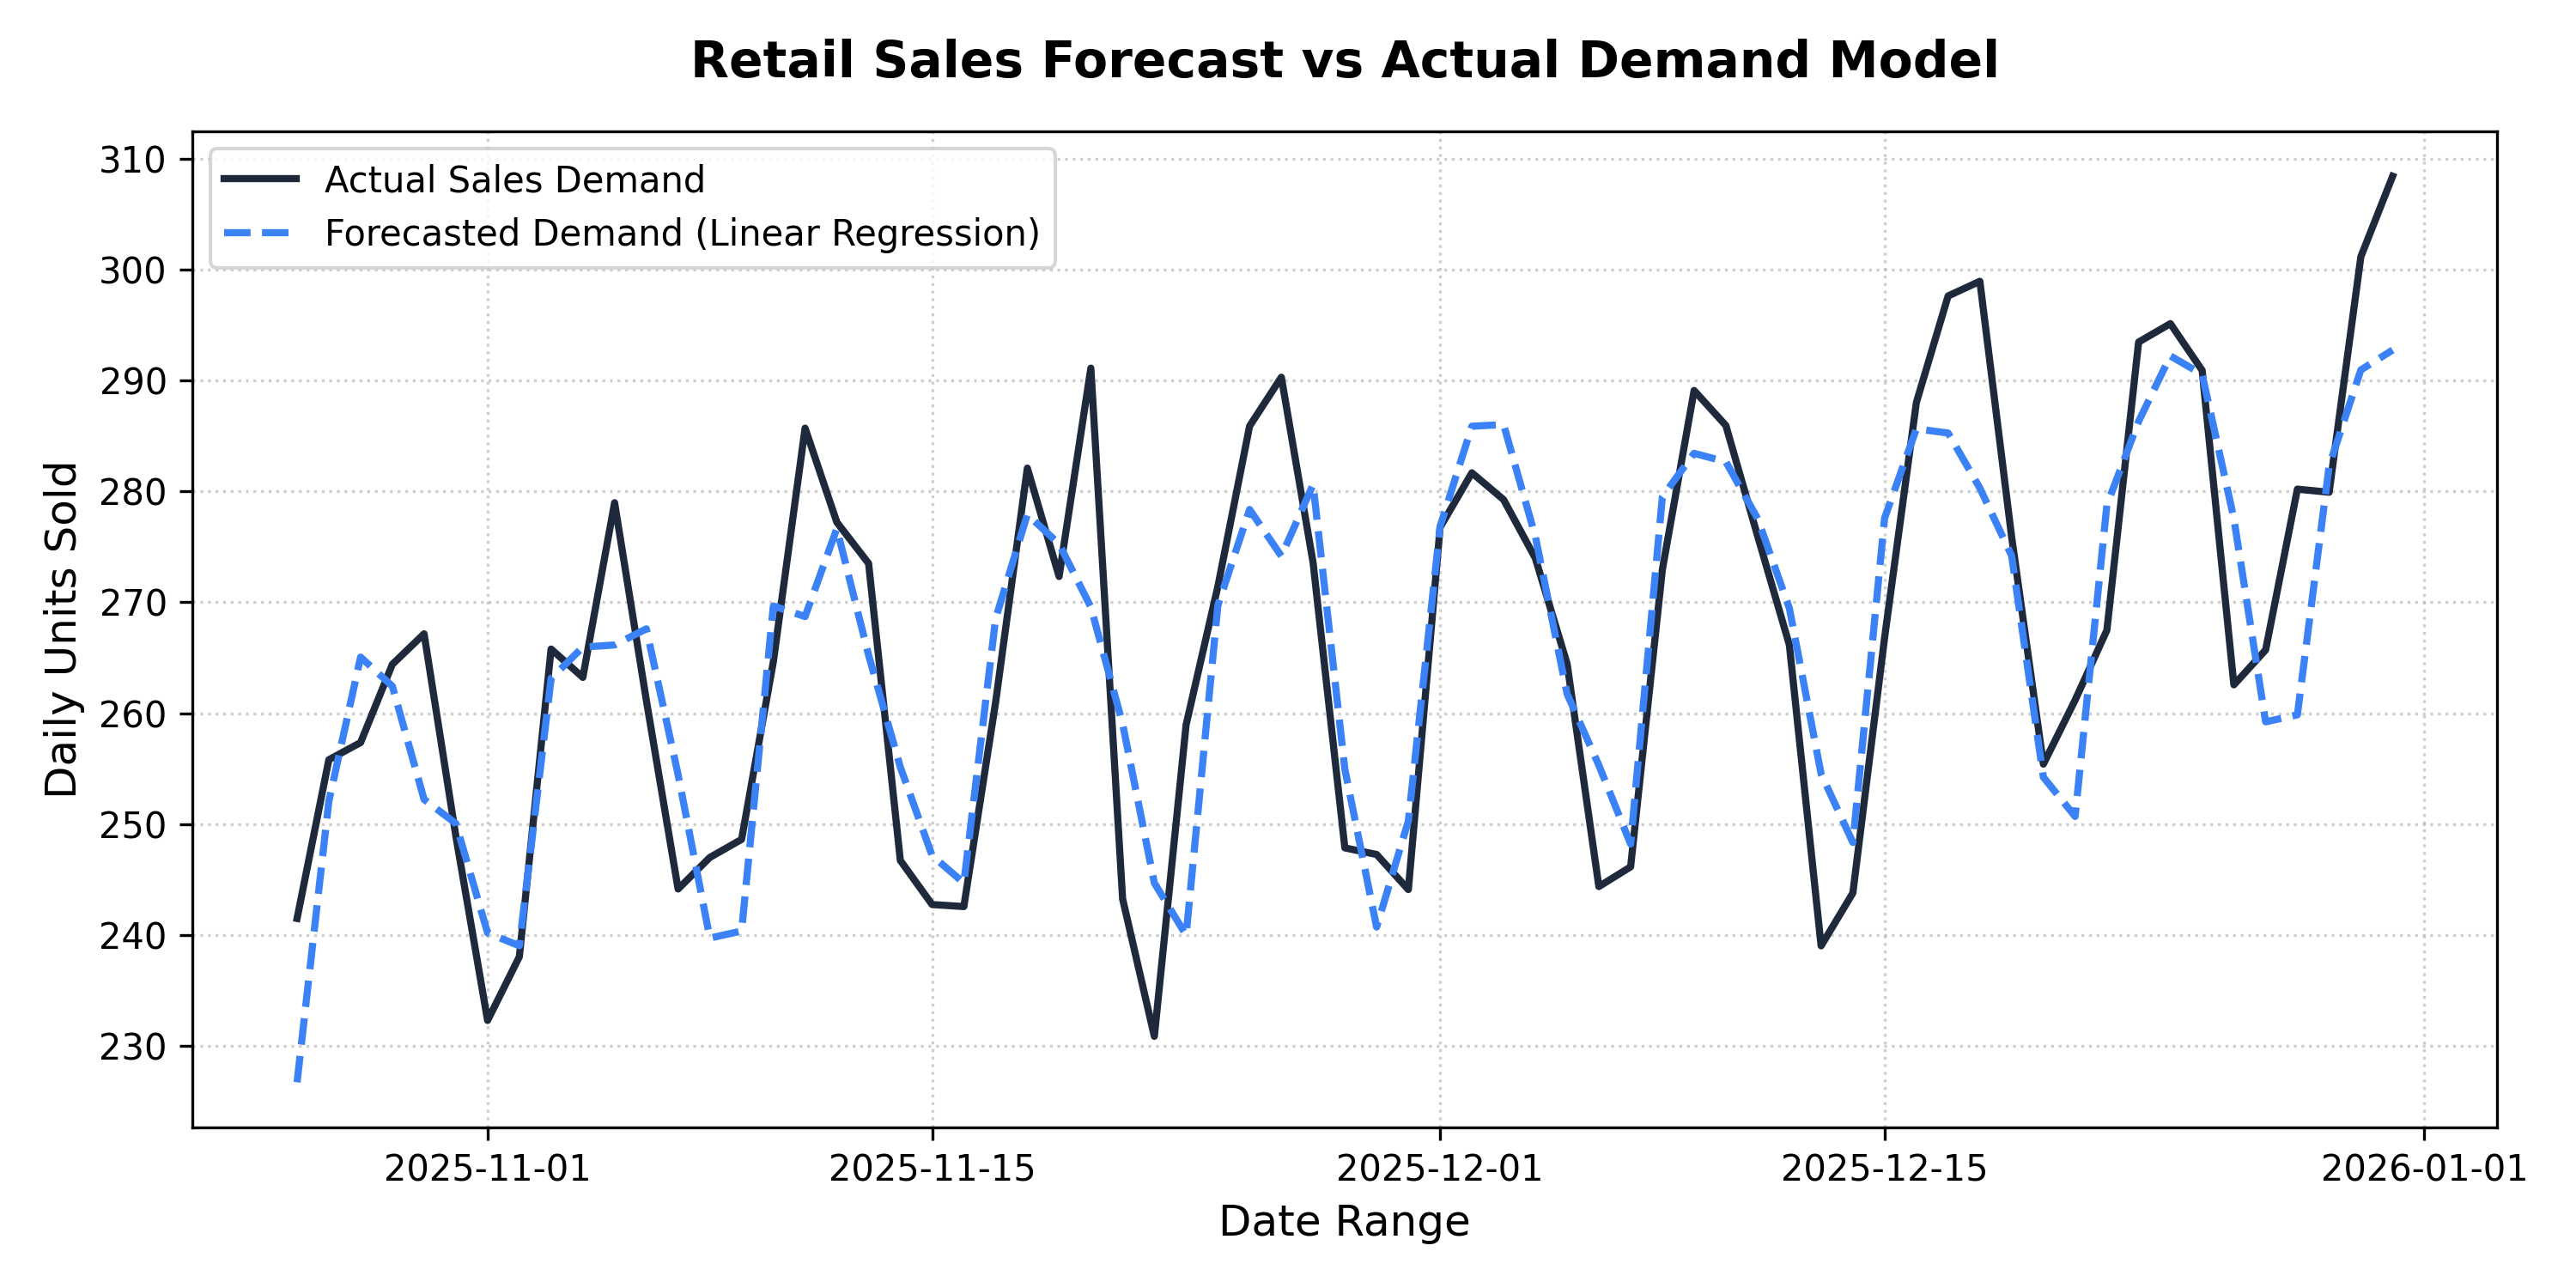 Retail Sales Forecast vs Actual Demand Model
Actual Sales Demand
Forecasted Demand (Linear Regression)
310
300
290
280
270
260
250
240
230
Daily Units Sold
2025-11-01
2025-11-15
2025-12-01
2025-12-15
2026-01-01
Date Range